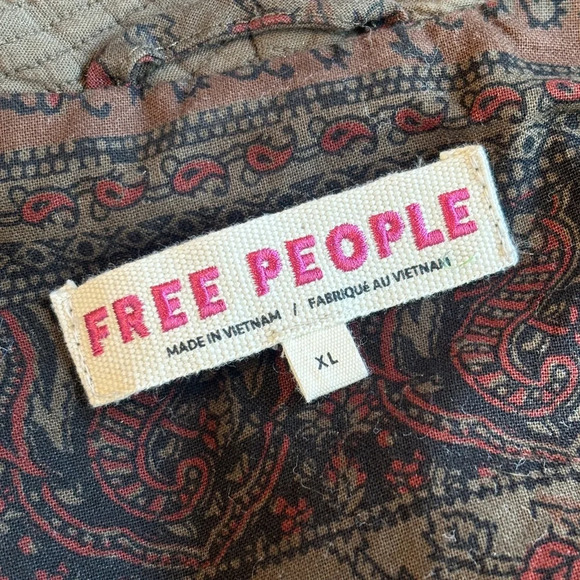 FREE PEOPLE
MADE IN VIETNAM / FABRIQUÉ AU VIETNAM
XL